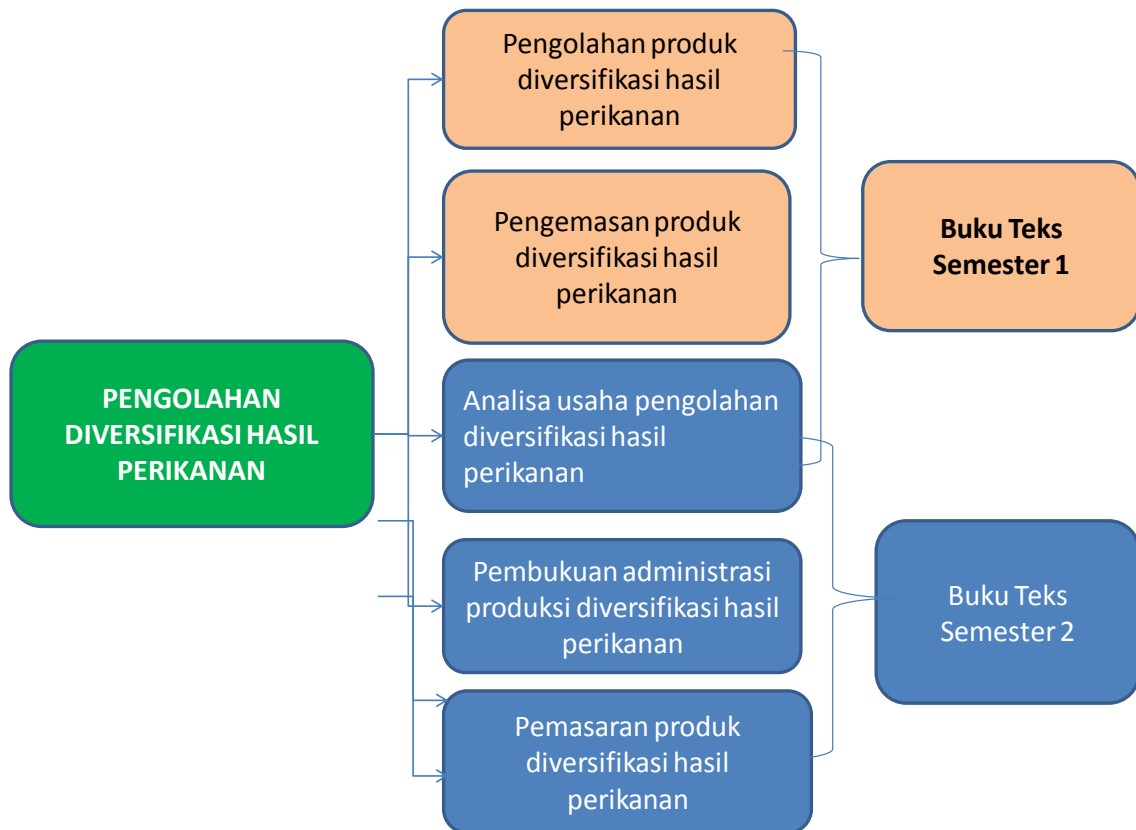 Pengolahan produk
diversifikasi hasil
perikanan
Pengemasan produk
diversifikasi hasil
perikanan
Buku Teks
Semester 1
PENGOLAHAN
DIVERSIFIKASI HASIL
PERIKANAN
Analisa usaha pengolahan
diversifikasi hasil
perikanan
Pembukuan administrasi
produksi diversifikasi hasil
perikanan
Buku Teks
Semester 2
Pemasaran produk
diversifikasi hasil
perikanan